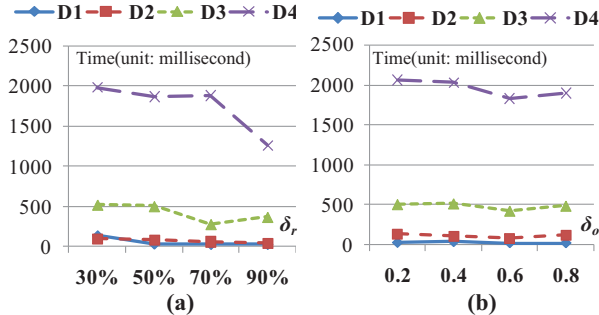 D1 D2 D3 D4
Time(unit: millisecond)
2500
2000
1500
1000
500
0
δr
30% 50% 70% 90%
(a)
D1 D2 D3 D4
Time(unit: millisecond)
2500
2000
1500
1000
500
0
δo
0.2 0.4 0.6 0.8
(b)